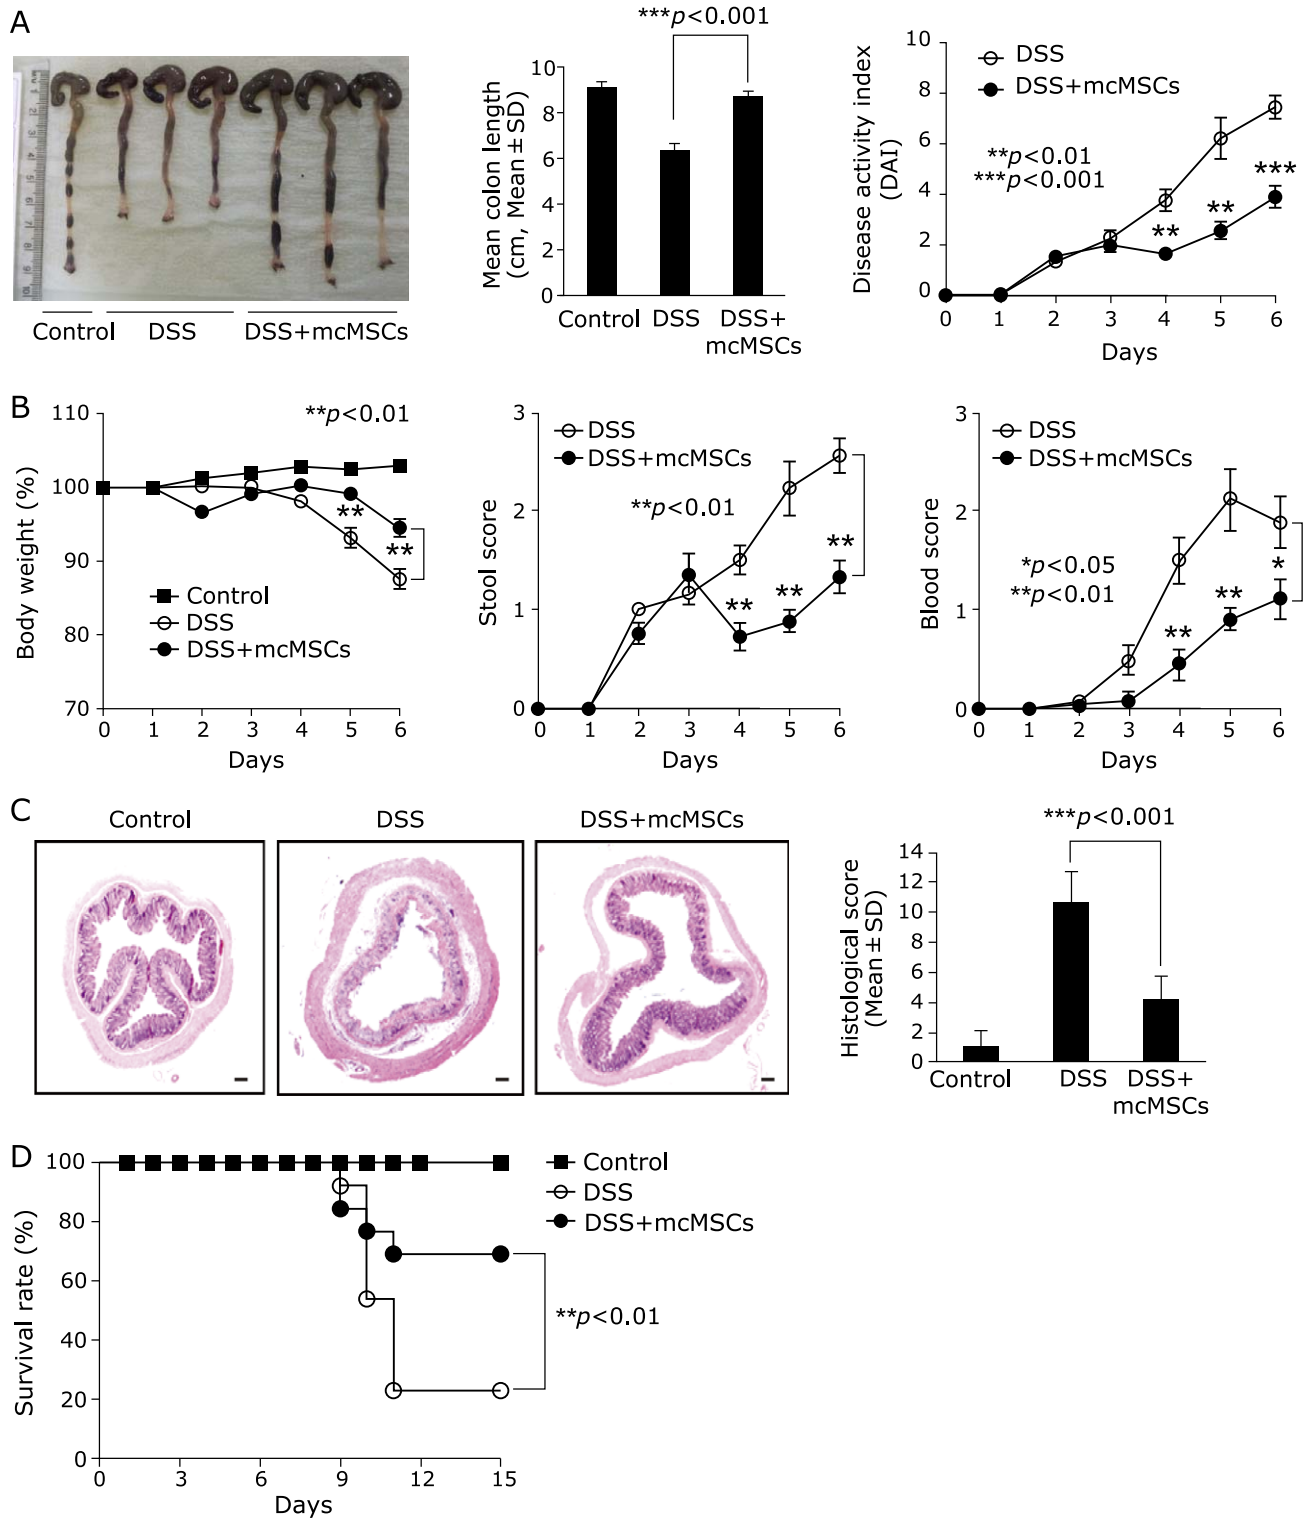 A
Control
DSS
DSS+mcMSCs
***p<0.001
Mean colon length
(cm, Mean±SD)
10
8
6
4
2
0
Control
DSS
DSS+
mcMSCs
Disease activity index
(DAI)
10
8
6
4
2
0
DSS
DSS+mcMSCs
**p<0.01
***p<0.001
**
**
***
0 1 2 3 4 5 6
Days
B
Body weight (%)
110
100
90
80
70
**p<0.01
**
**
Control
DSS
DSS+mcMSCs
0 1 2 3 4 5 6
Days
Stool score
3
2
1
0
DSS
DSS+mcMSCs
**p<0.01
**
**
**
0 1 2 3 4 5 6
Days
Blood score
3
2
1
0
DSS
DSS+mcMSCs
*p<0.05
**p<0.01
**
**
*
0 1 2 3 4 5 6
Days
C
Control
DSS
DSS+mcMSCs
***p<0.001
Histological score
(Mean±SD)
14
12
10
8
6
4
2
0
Control
DSS
DSS+
mcMSCs
D
Survival rate (%)
100
80
60
40
20
0
Control
DSS
DSS+mcMSCs
**p<0.01
0 3 6 9 12 15
Days